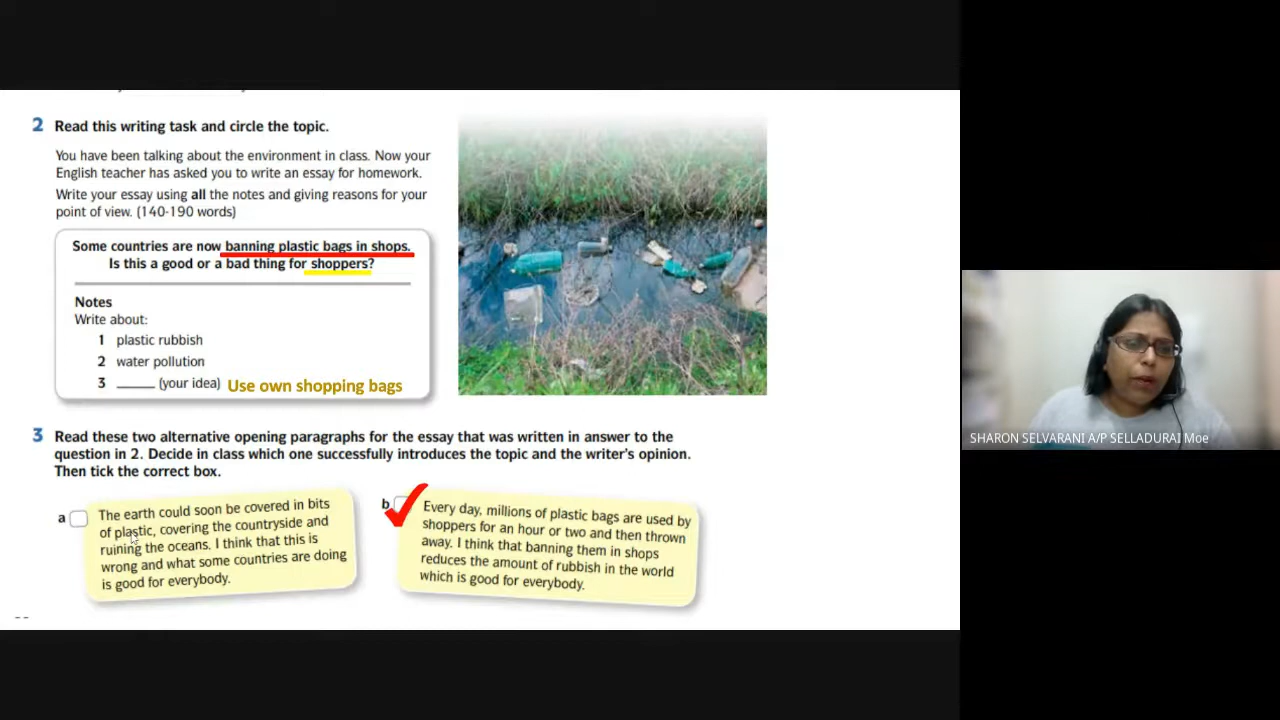 2 Read this writing task and circle the topic.
You have been talking about the environment in class. Now your
English teacher has asked you to write an essay for homework.
Write your essay using all the notes and giving reasons for your
point of view. (140-190 words)
Some countries are now banning plastic bags in shops.
Is this a good or a bad thing for shoppers?
Notes
Write about:
1 plastic rubbish
2 water pollution
3 _____ (your idea) Use own shopping bags
3 Read these two alternative opening paragraphs for the essay that was written in answer to the
question in 2. Decide in class which one successfully introduces the topic and the writer's opinion.
Then tick the correct box.
a
The earth could soon be covered in bits
of plastic, covering the countryside and
ruining the oceans. I think that this is
wrong and what some countries are doing
is good for everybody.
b
Every day, millions of plastic bags are used by
shoppers for an hour or two and then thrown
away. I think that banning them in shops
reduces the amount of rubbish in the world
which is good for everybody.
SHARON SELVARANI A/P SELLADURAI Moe